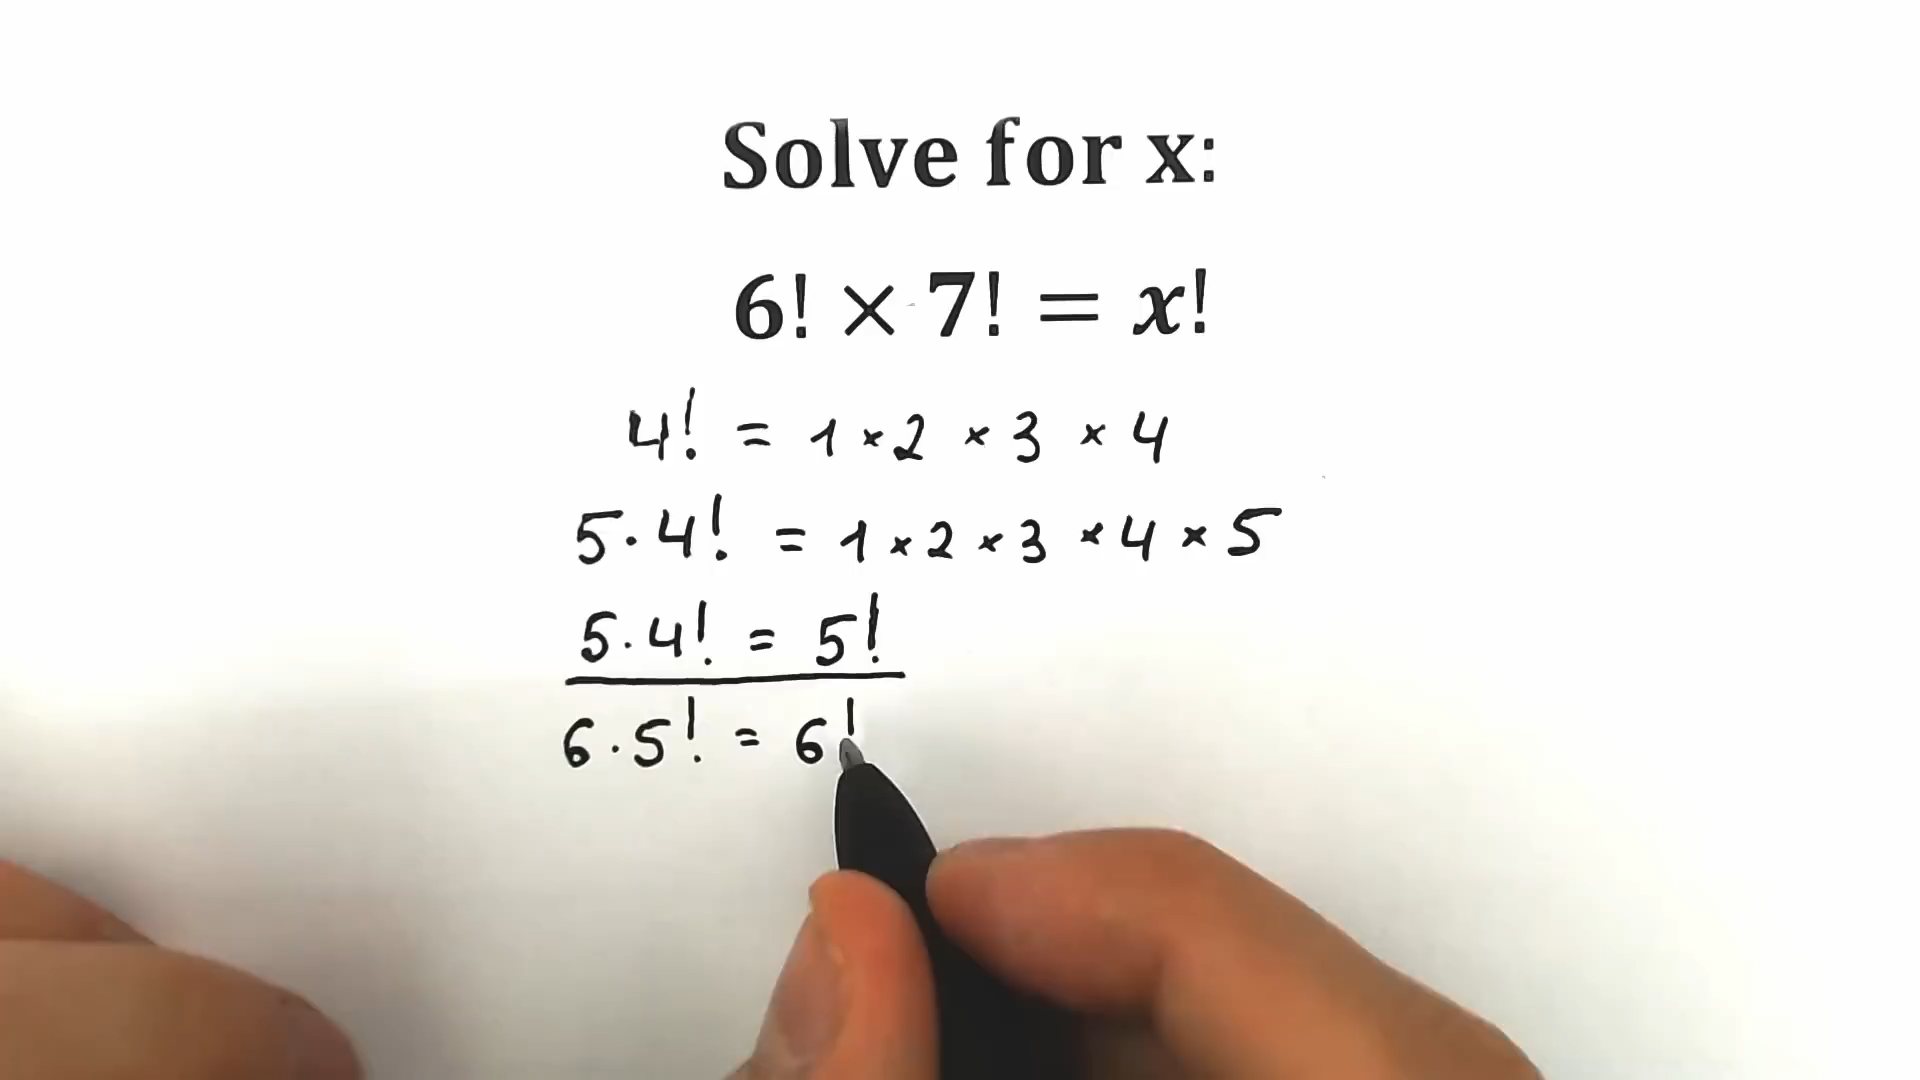 Solve for x:
6! × 7! = x!
4! = 1 × 2 × 3 × 4
5 · 4! = 1 × 2 × 3 × 4 × 5
5 · 4! = 5!
6 · 5! = 6!